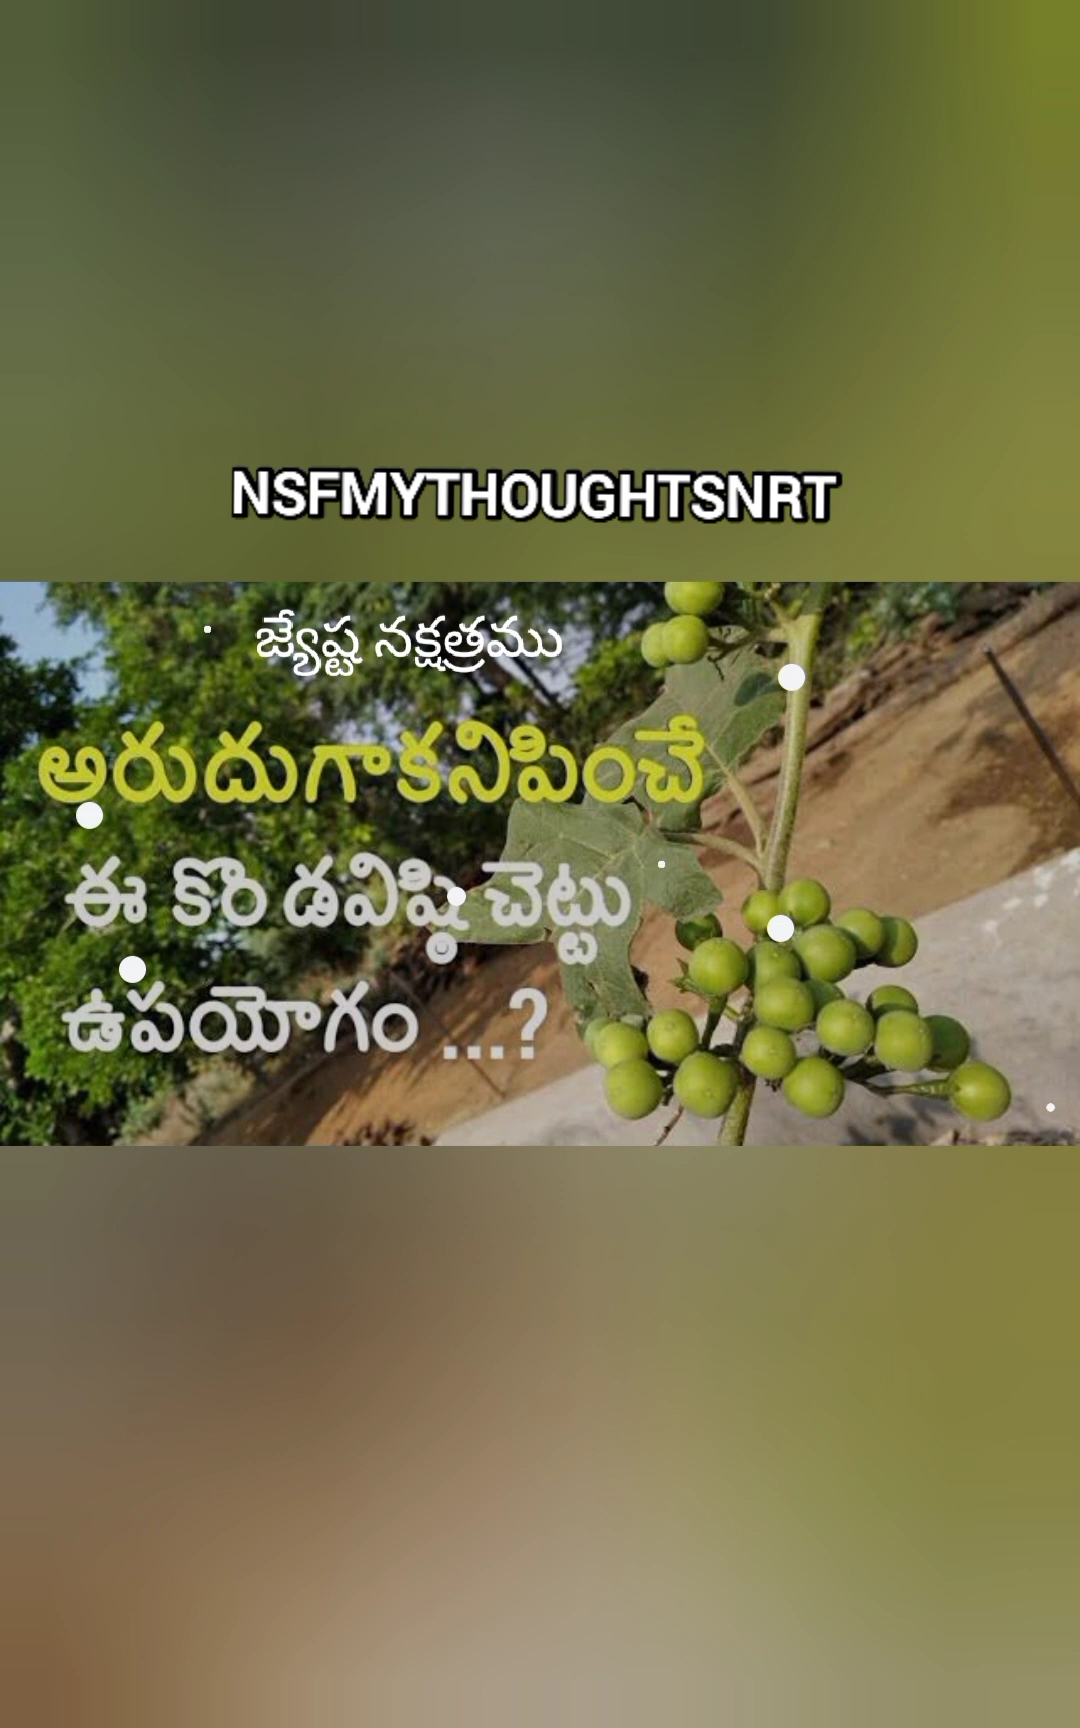 NSFMYTHOUGHTSNRT
జ్యేష్ట నక్షత్రము
అరుదుగాకనిపించే
ఈ కొం డవిష్ఠి చెట్టు
ఉపయోగం ...?